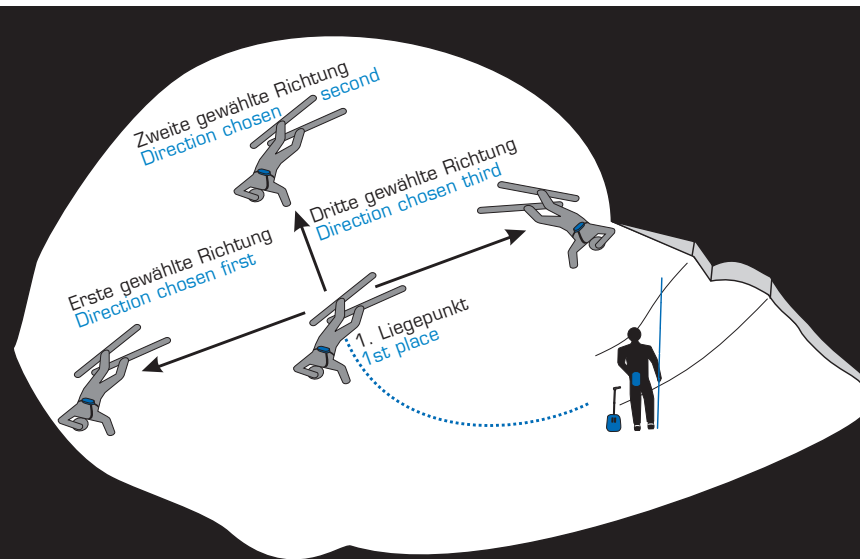 Zweite gewählte Richtung
Direction chosen second
Dritte gewählte Richtung
Direction chosen third
Erste gewählte Richtung
Direction chosen first
1. Liegepunkt
1st place